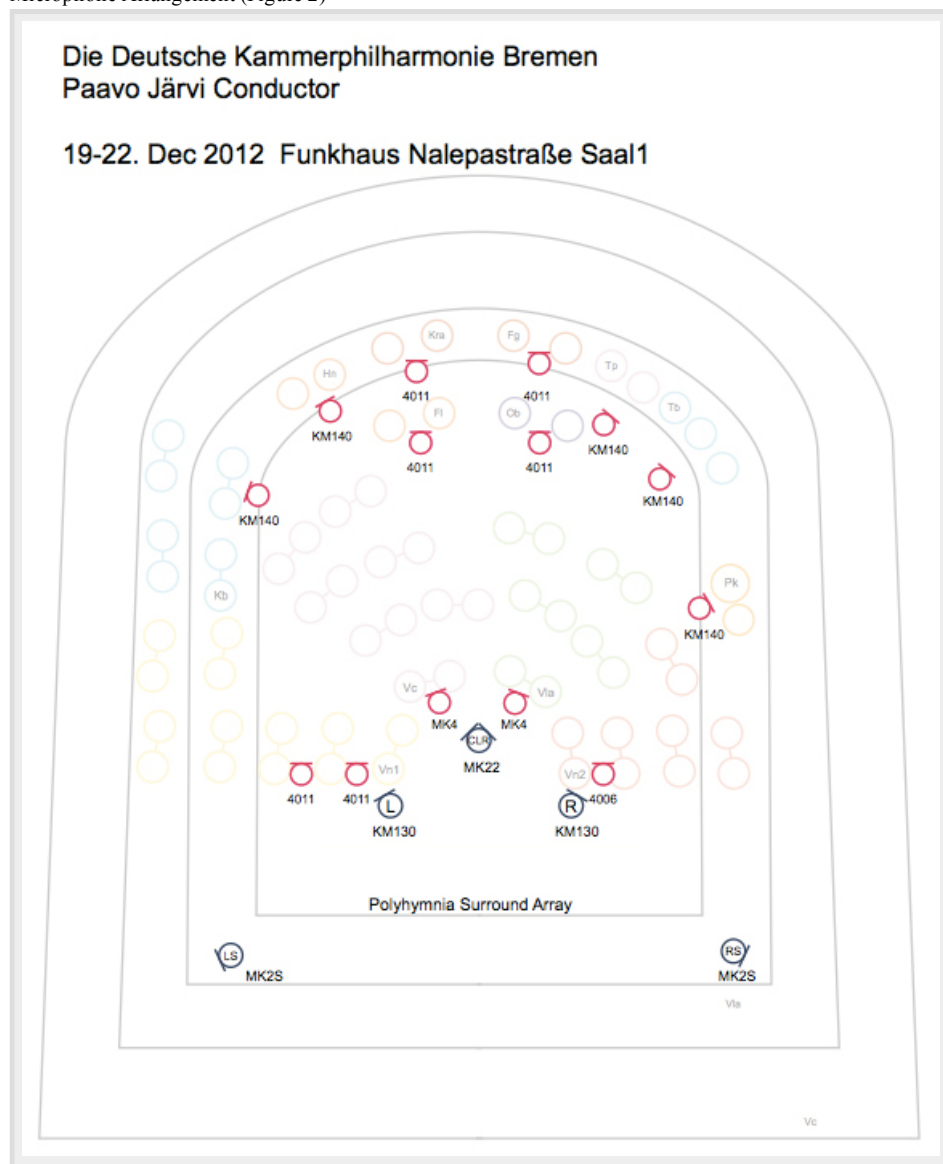 Microphone Arrangement (Figure 2)
Die Deutsche Kammerphilharmonie Bremen
Paavo Järvi Conductor
19-22. Dec 2012 Funkhaus Nalepastraße Saal1
Kra
Fg
Hn
Tp
4011
4011
Tb
Fl
Ob
KM140
KM140
4011
4011
KM140
KM140
Pk
Kb
KM140
Vc
Vla
MK4
MK4
CLR
MK22
Vn1
Vn2
4011
4011
L
R
4006
KM130
KM130
Polyhymnia Surround Array
LS
RS
MK2S
MK2S
Vla
Vc